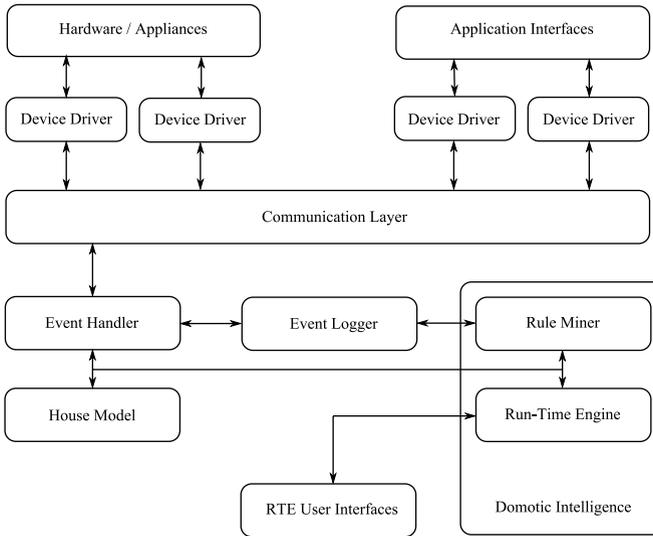 Hardware / Appliances
Application Interfaces
Device Driver
Device Driver
Device Driver
Device Driver
Communication Layer
Event Handler
Event Logger
Rule Miner
House Model
Run-Time Engine
RTE User Interfaces
Domotic Intelligence